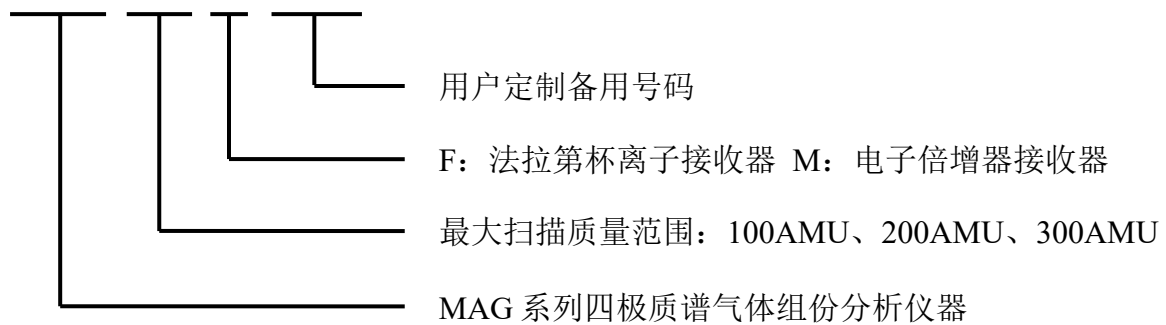 用户定制备用号码
F：法拉第杯离子接收器 M：电子倍增器接收器
最大扫描质量范围：100AMU、200AMU、300AMU
MAG 系列四极质谱气体组份分析仪器